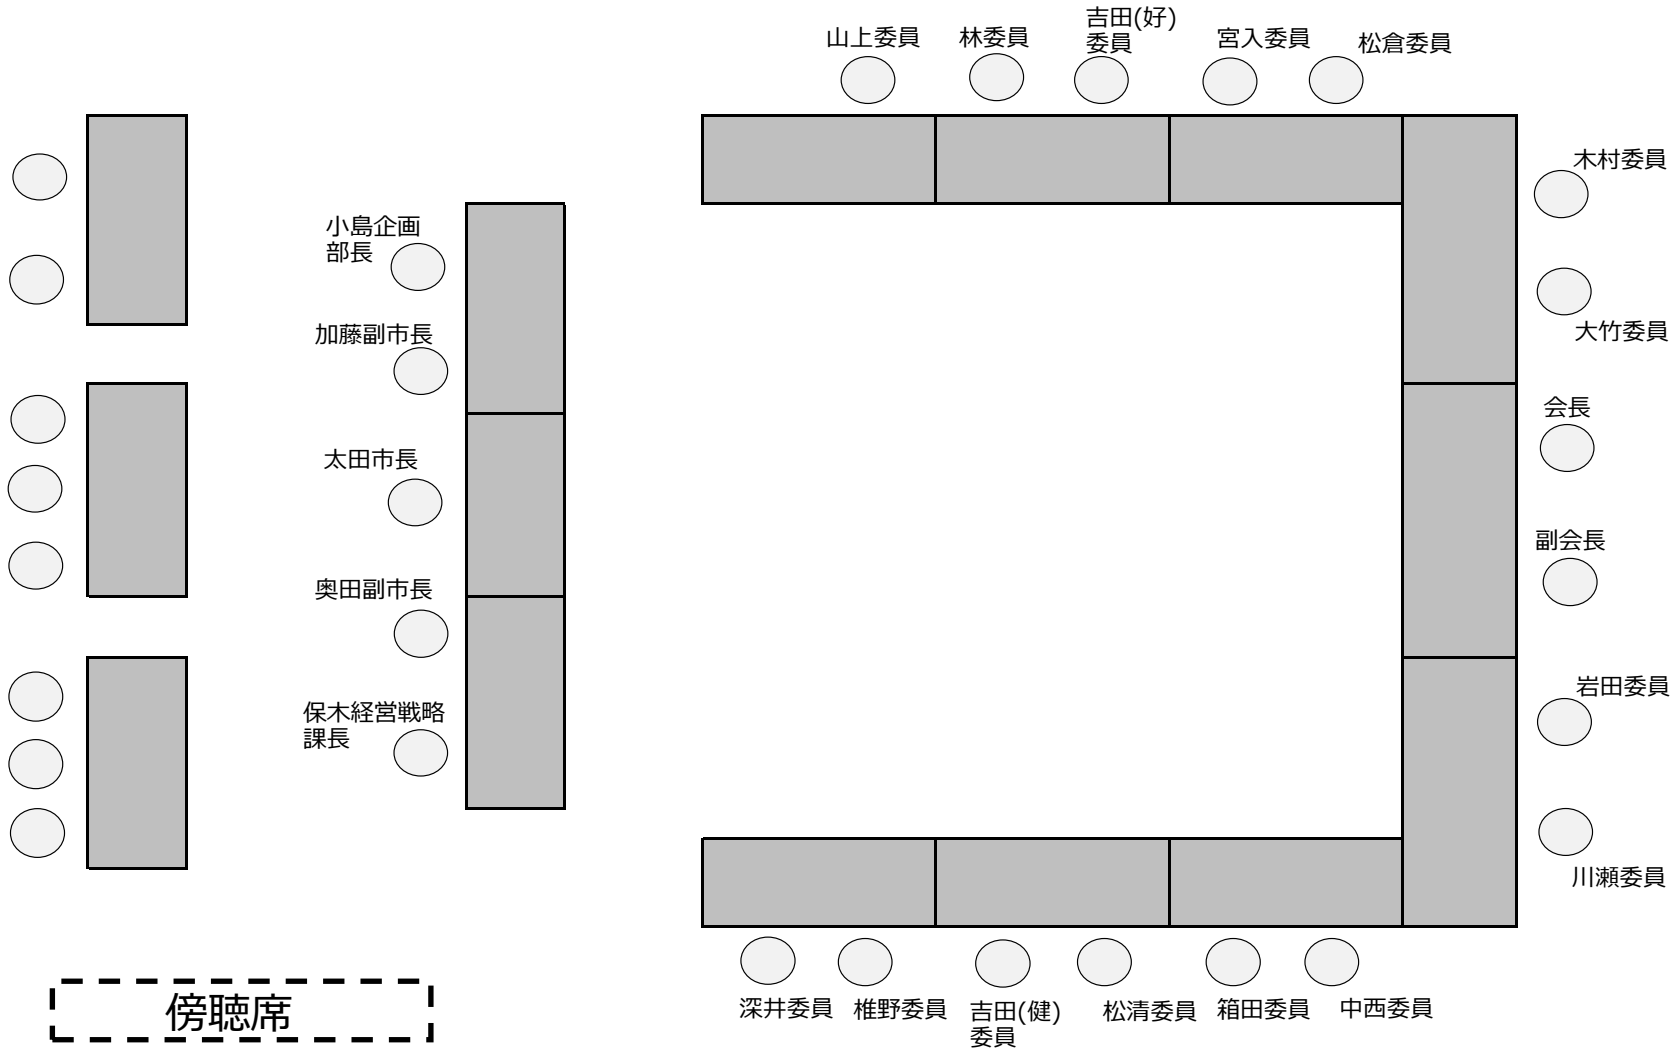 山上委員
林委員
吉田(好)
委員
宮入委員
松倉委員
木村委員
大竹委員
会長
副会長
岩田委員
川瀬委員
小島企画
部長
加藤副市長
太田市長
奥田副市長
保木経営戦略
課長
深井委員
椎野委員
吉田(健)
委員
松清委員
箱田委員
中西委員
傍聴席